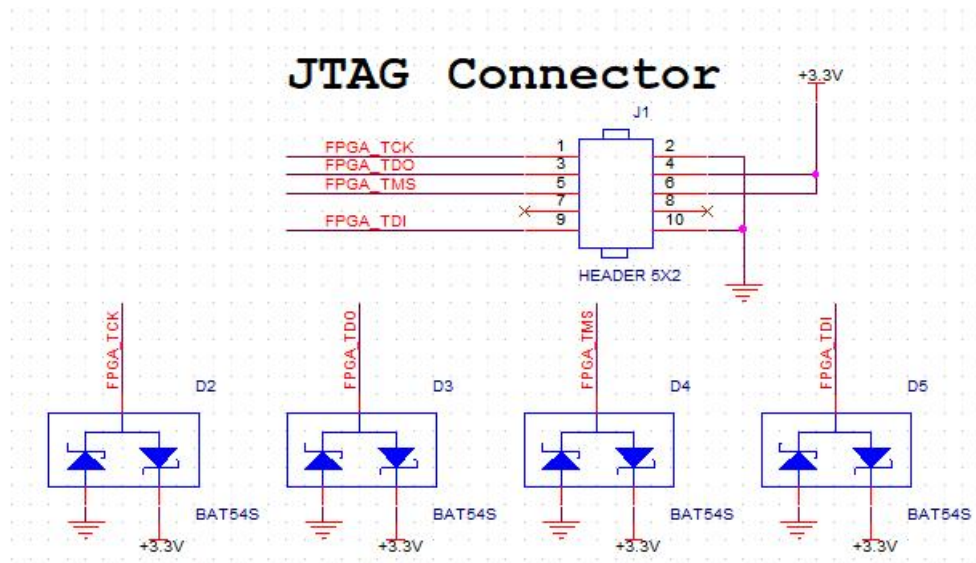 JTAG Connector
+3.3V
J1
FPGA_TCK 1 2
FPGA_TDO 3 4
FPGA_TMS 5 6
7 8
FPGA_TDI 9 10
HEADER 5X2
FPGA_TCK
FPGA_TDO
FPGA_TMS
FPGA_TDI
D2
D3
D4
D5
BAT54S
BAT54S
BAT54S
BAT54S
+3.3V
+3.3V
+3.3V
+3.3V